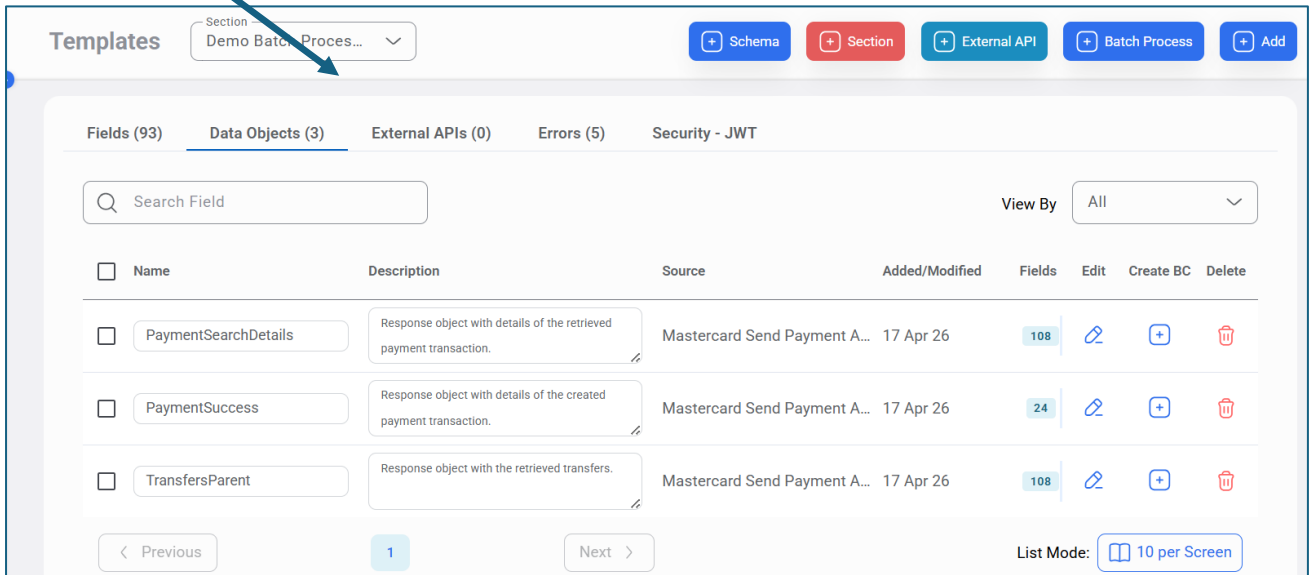 Section
Templates Demo Batch Proces... Schema Section External API Batch Process Add
Fields (93) Data Objects (3) External APIs (0) Errors (5) Security - JWT
Search Field View By All
Name Description Source Added/Modified Fields Edit Create BC Delete
PaymentSearchDetails Response object with details of the retrieved
payment transaction. Mastercard Send Payment A... 17 Apr 26 108
PaymentSuccess Response object with details of the created
payment transaction. Mastercard Send Payment A... 17 Apr 26 24
TransfersParent Response object with the retrieved transfers. Mastercard Send Payment A... 17 Apr 26 108
< Previous 1 Next > List Mode: 10 per Screen